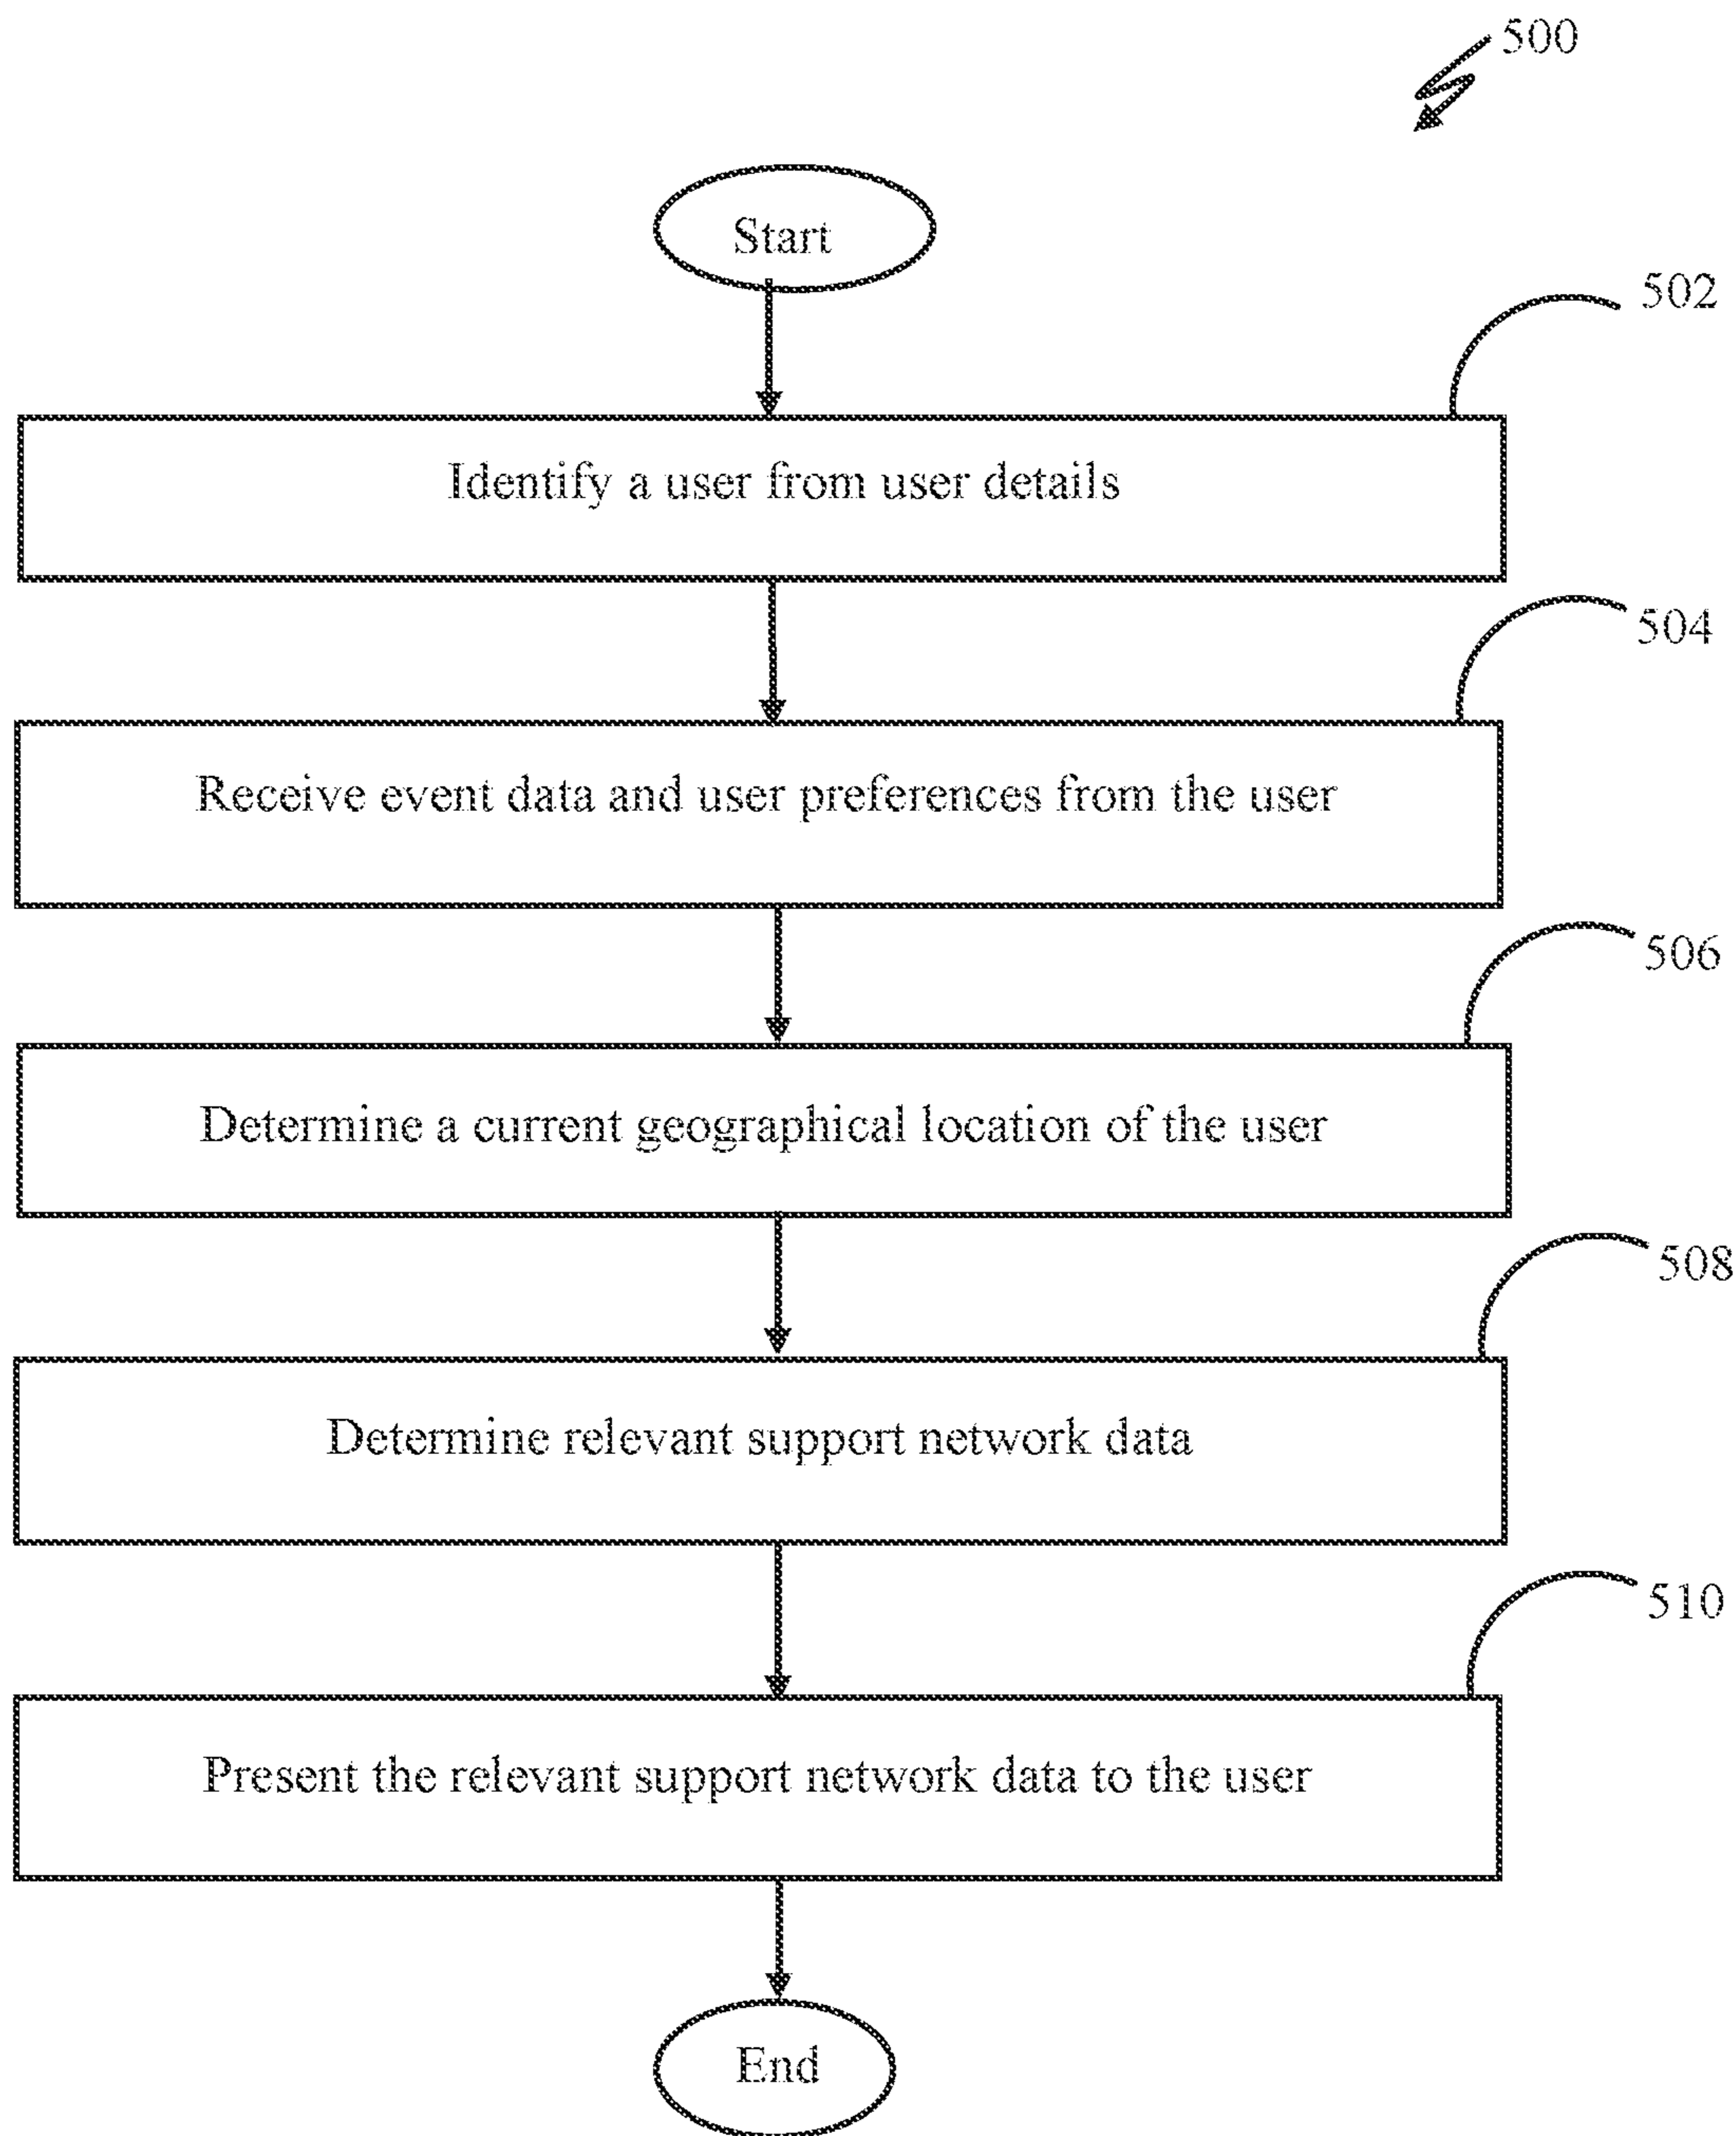 500
Start
502
Identify a user from user details
504
Receive event data and user preferences from the user
506
Determine a current geographical location of the user
508
Determine relevant support network data
510
Present the relevant support network data to the user
End